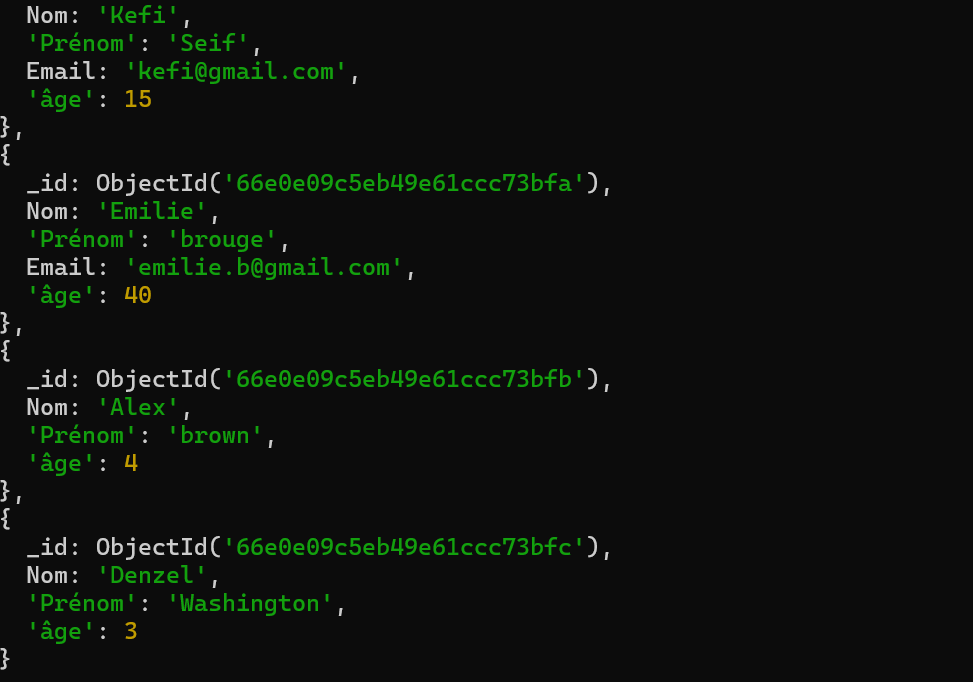 Nom: 'Kefi',
'Prénom': 'Seif',
Email: 'kefi@gmail.com',
'âge': 15
},
{
_id: ObjectId('66e0e09c5eb49e61ccc73bfa'),
Nom: 'Emilie',
'Prénom': 'brouge',
Email: 'emilie.b@gmail.com',
'âge': 40
},
{
_id: ObjectId('66e0e09c5eb49e61ccc73bfb'),
Nom: 'Alex',
'Prénom': 'brown',
'âge': 4
},
{
_id: ObjectId('66e0e09c5eb49e61ccc73bfc'),
Nom: 'Denzel',
'Prénom': 'Washington',
'âge': 3
}